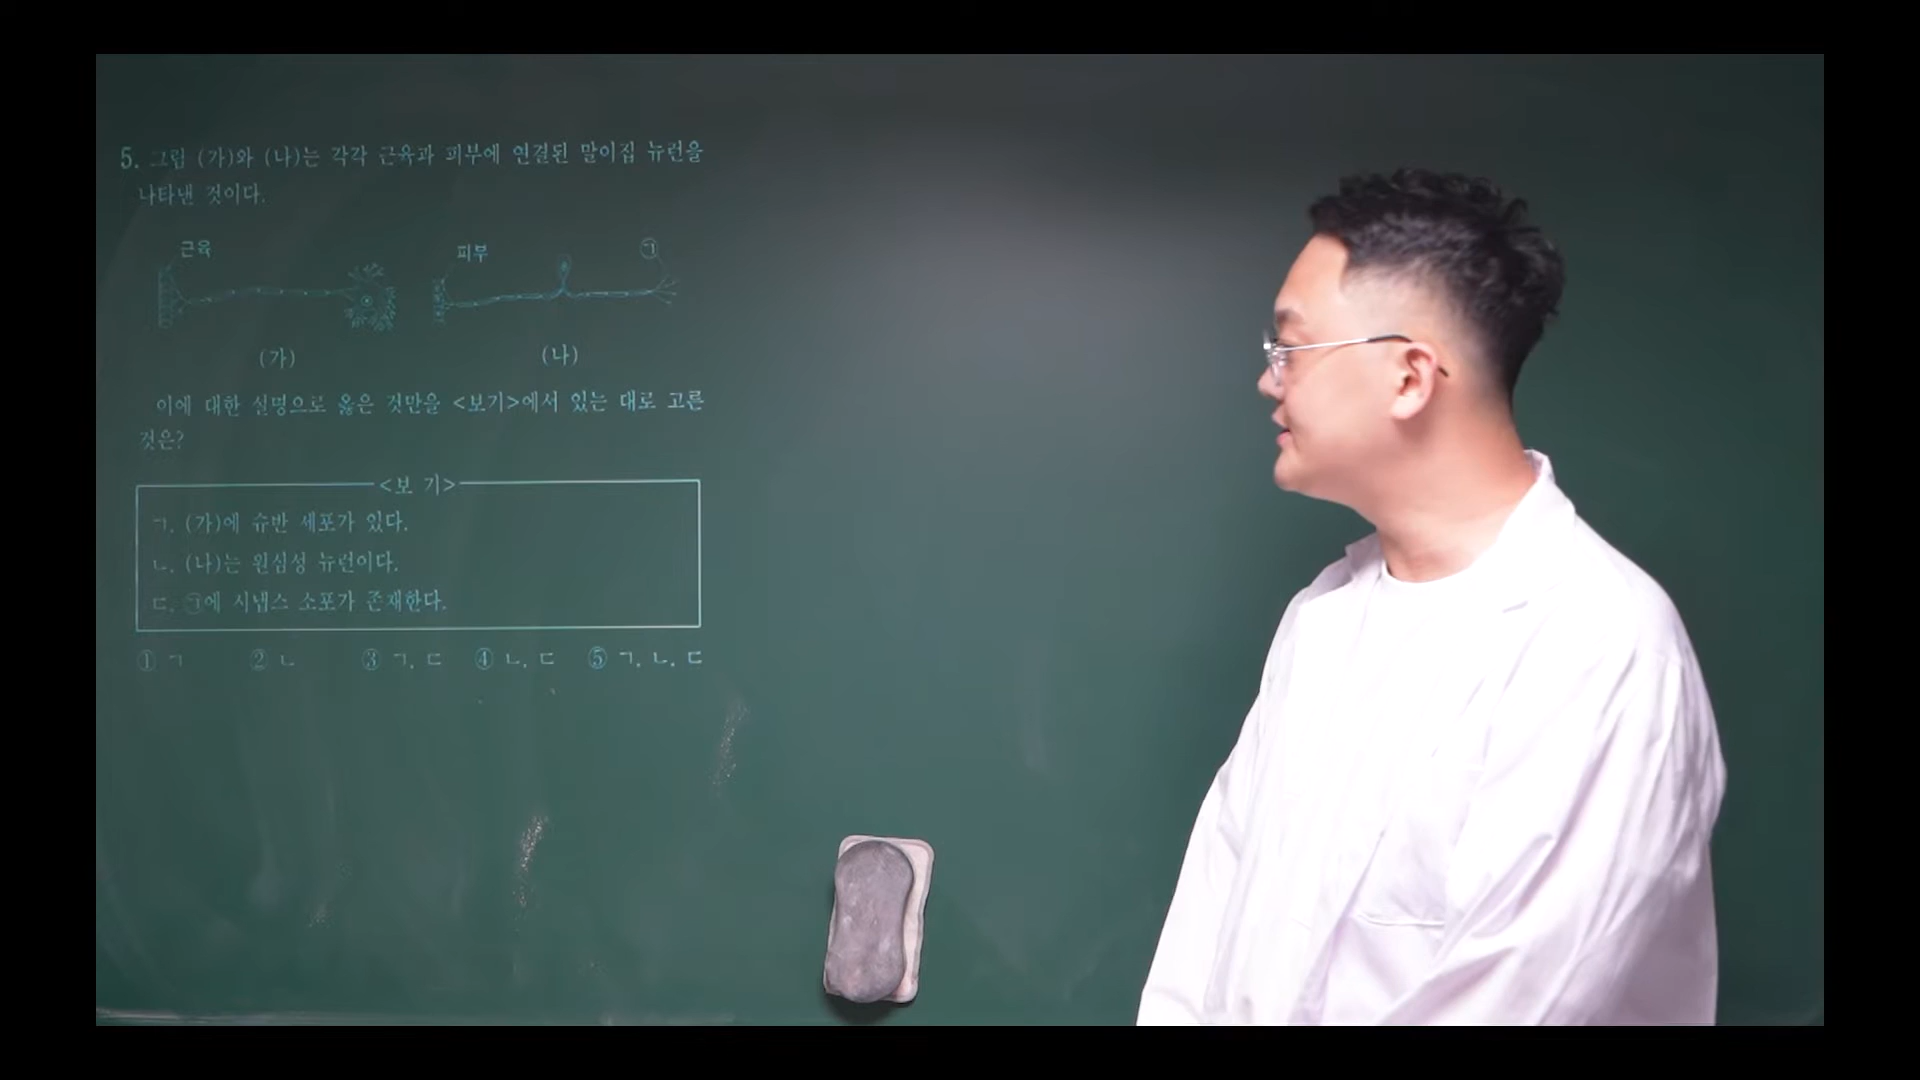 5. 그림 (가)와 (나)는 각각 근육과 피부에 연결된 말이집 뉴런을
나타낸 것이다.
근육 피부 ㉠
(가) (나)
이에 대한 설명으로 옳은 것만을 <보기>에서 있는 대로 고른
것은?
<보 기>
ㄱ. (가)에 슈반 세포가 있다.
ㄴ. (나)는 원심성 뉴런이다.
ㄷ. ㉠에 시냅스 소포가 존재한다.
① ㄱ ② ㄴ ③ ㄱ, ㄷ ④ ㄴ, ㄷ ⑤ ㄱ, ㄴ, ㄷ